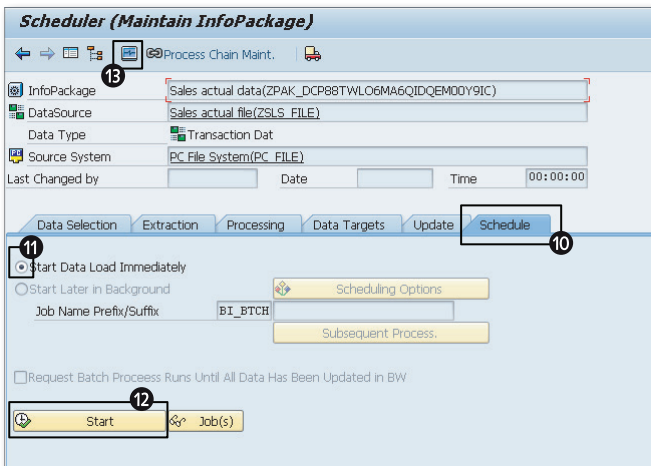 Scheduler (Maintain InfoPackage)
Process Chain Maint.
13
InfoPackage Sales actual data(ZPAK_DCP88TWLO6MA6QIDQEM00Y9IC)
DataSource Sales actual file(ZSLS_FILE)
Data Type Transaction Dat
Source System PC File System(PC_FILE)
Last Changed by Date Time 00:00:00
Data Selection Extraction Processing Data Targets Update Schedule
11 10
Start Data Load Immediately
Start Later in Background Scheduling Options
Job Name Prefix/Suffix BI_BTCH
Subsequent Process.
Request Batch Proceess Runs Until All Data Has Been Updated in BW
12
Start Job(s)